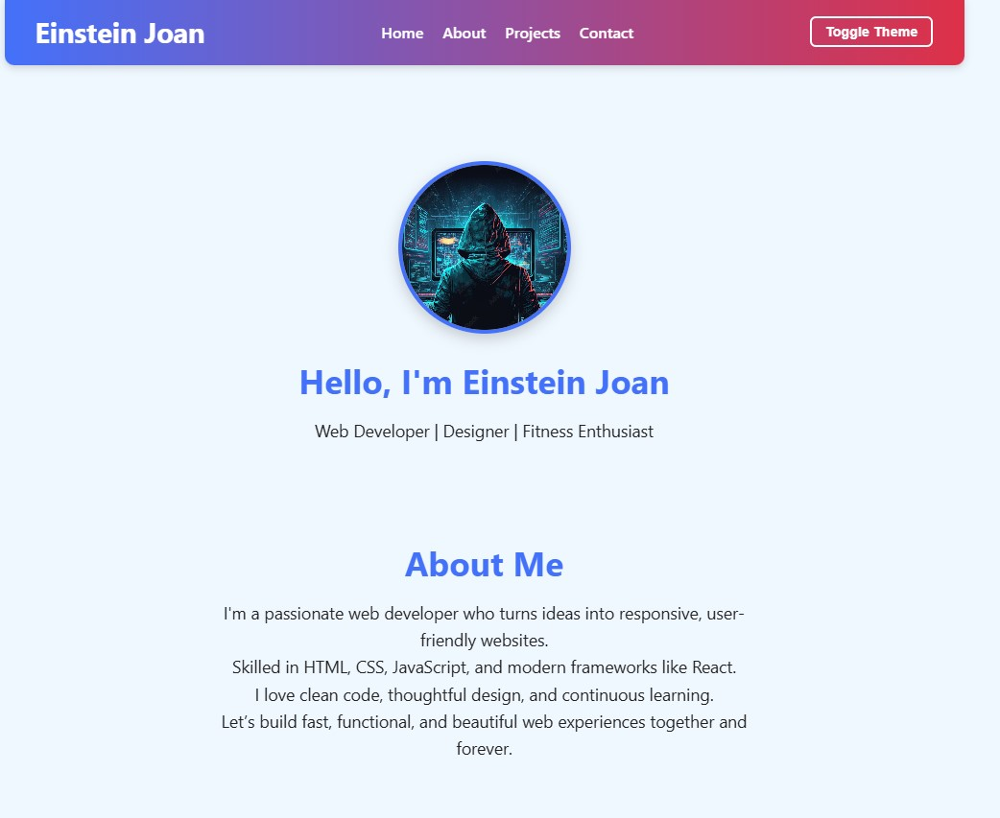 Einstein Joan
Home About Projects Contact
Toggle Theme
Hello, I'm Einstein Joan
Web Developer | Designer | Fitness Enthusiast
About Me
I'm a passionate web developer who turns ideas into responsive, user-
friendly websites.
Skilled in HTML, CSS, JavaScript, and modern frameworks like React.
I love clean code, thoughtful design, and continuous learning.
Let’s build fast, functional, and beautiful web experiences together and
forever.